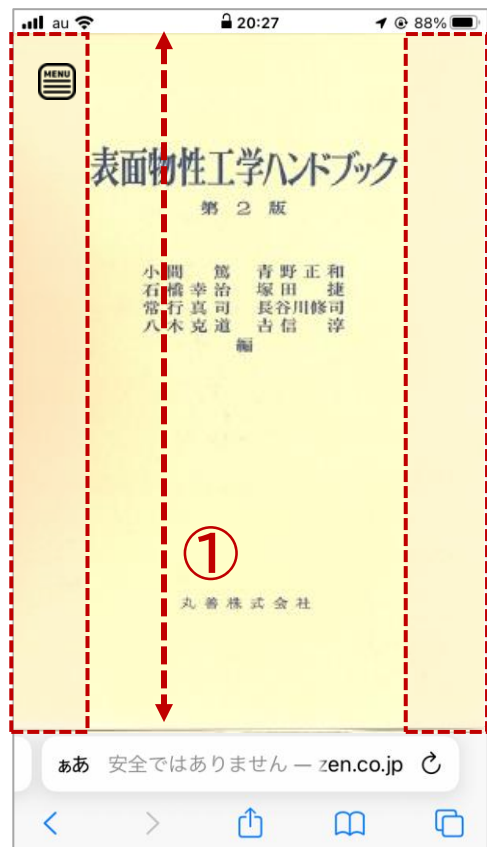 au 20:27 88%
MENU
表面物性工学ハンドブック
第2版
小間 篤 青野正和
石橋幸治 塚田 捷
常行真司 長谷川修司
八木克道 吉信 淳
編
①
丸善株式会社
ぁあ 安全ではありません — zen.co.jp